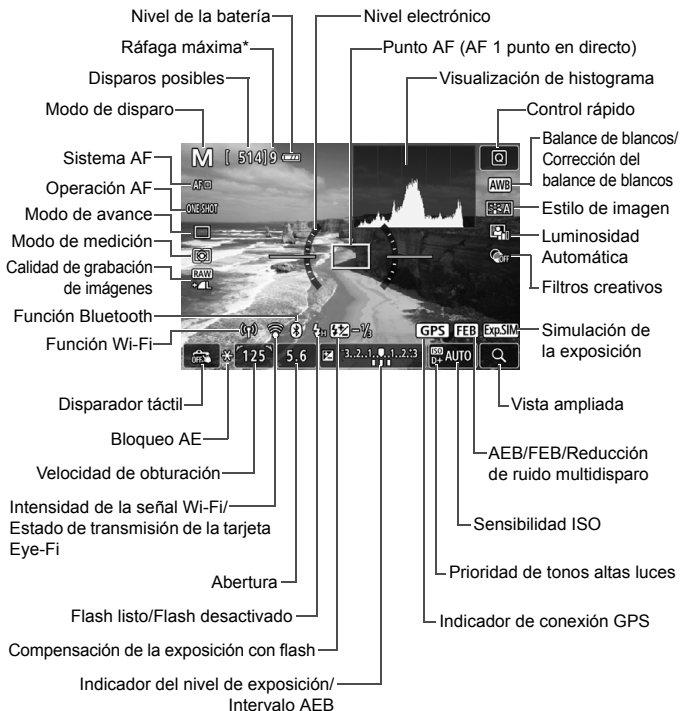 Nivel de la batería
Nivel electrónico
Ráfaga máxima*
Punto AF (AF 1 punto en directo)
Disparos posibles
Visualización de histograma
Modo de disparo
Control rápido
Balance de blancos/
Corrección del
balance de blancos
Sistema AF
Operación AF
Estilo de imagen
Modo de avance
Modo de medición
Luminosidad
Automática
Calidad de grabación
de imágenes
Filtros creativos
Función Bluetooth
Función Wi-Fi
Simulación de
la exposición
M [ 514] 9
Q
AF
AWB
ONE SHOT
A
RAW
+L
OFF
H
-1/3
GPS FEB Exp.SIM
OFF
125 5.6
-3..2..1..0..1..2.:3
ISO
D+ AUTO
Disparador táctil
Vista ampliada
Bloqueo AE
AEB/FEB/Reducción
de ruido multidisparo
Velocidad de obturación
Intensidad de la señal Wi-Fi/
Estado de transmisión de la tarjeta
Eye-Fi
Sensibilidad ISO
Abertura
Prioridad de tonos altas luces
Flash listo/Flash desactivado
Indicador de conexión GPS
Compensación de la exposición con flash
Indicador del nivel de exposición/
Intervalo AEB